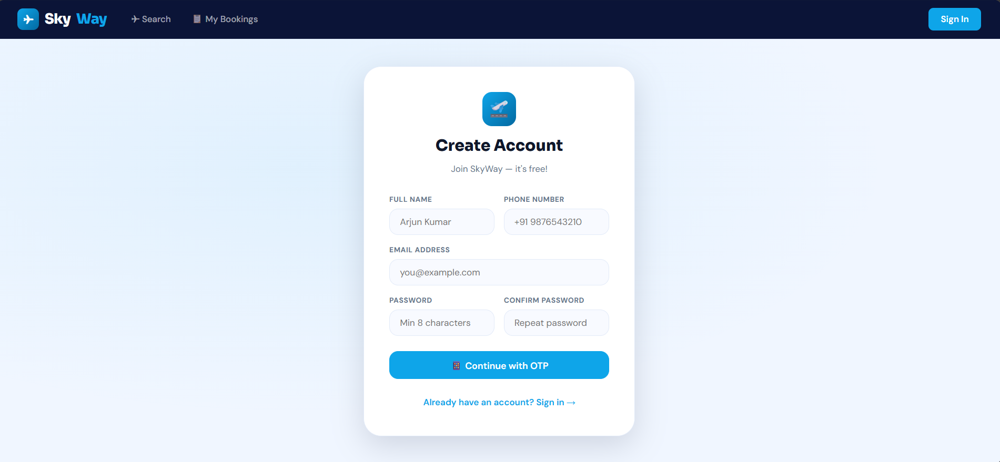 Sky Way
Search
My Bookings
Sign In
Create Account
Join SkyWay — it's free!
FULL NAME PHONE NUMBER
Arjun Kumar +91 9876543210
EMAIL ADDRESS
you@example.com
PASSWORD CONFIRM PASSWORD
Min 8 characters Repeat password
Continue with OTP
Already have an account? Sign in →